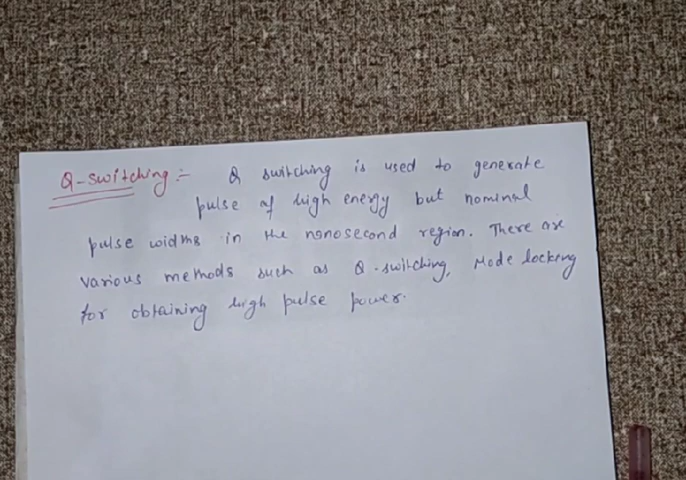 Q-switching :- Q switching is used to generate
pulse of high energy but nominal
pulse widths in the nanosecond region. There are
various methods such as Q-switching, Mode locking
for obtaining high pulse power.